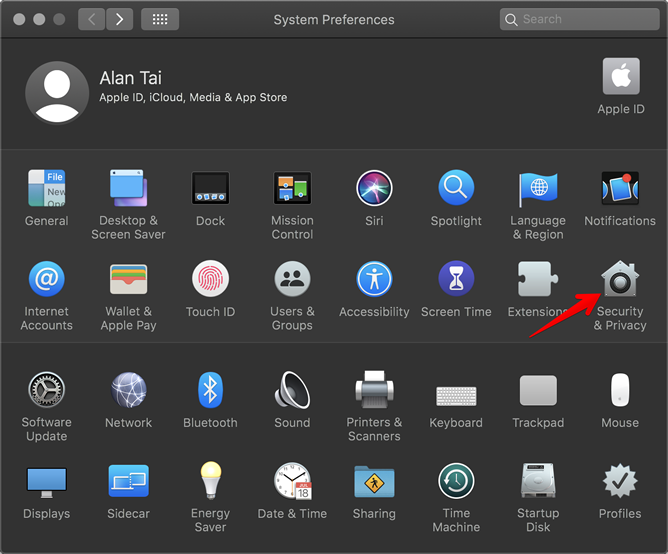 System Preferences
Search
Alan Tai
Apple ID, iCloud, Media & App Store
Apple ID
File
New
Ope
General
Desktop &
Screen Saver
Dock
Mission
Control
Siri
Spotlight
Language
& Region
Notifications
Internet
Accounts
Wallet &
Apple Pay
Touch ID
Users &
Groups
Accessibility
Screen Time
Extensions
Security
& Privacy
Software
Update
Network
Bluetooth
Sound
Printers &
Scanners
Keyboard
Trackpad
Mouse
JUL
18
Displays
Sidecar
Energy
Saver
Date & Time
Sharing
Time
Machine
Startup
Disk
Profiles